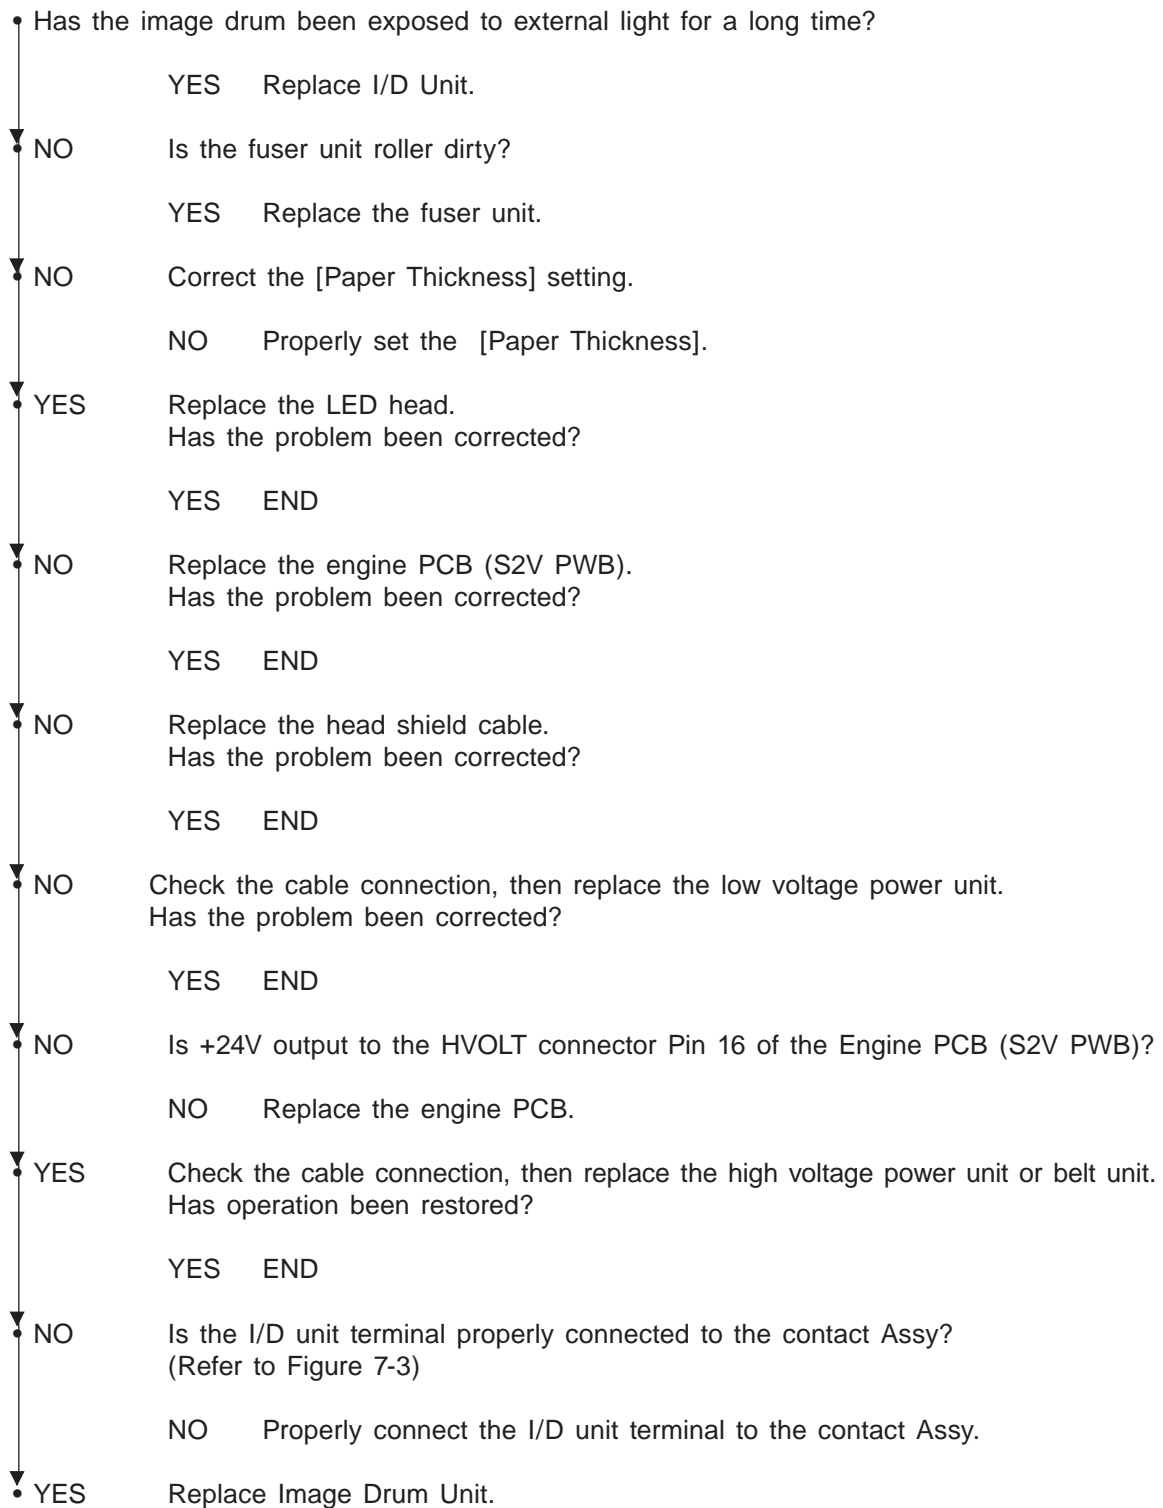 Has the image drum been exposed to external light for a long time?
YES Replace I/D Unit.
NO Is the fuser unit roller dirty?
YES Replace the fuser unit.
NO Correct the [Paper Thickness] setting.
NO Properly set the [Paper Thickness].
YES Replace the LED head.
Has the problem been corrected?
YES END
NO Replace the engine PCB (S2V PWB).
Has the problem been corrected?
YES END
NO Replace the head shield cable.
Has the problem been corrected?
YES END
NO Check the cable connection, then replace the low voltage power unit.
Has the problem been corrected?
YES END
NO Is +24V output to the HVOLT connector Pin 16 of the Engine PCB (S2V PWB)?
NO Replace the engine PCB.
YES Check the cable connection, then replace the high voltage power unit or belt unit.
Has operation been restored?
YES END
NO Is the I/D unit terminal properly connected to the contact Assy?
(Refer to Figure 7-3)
NO Properly connect the I/D unit terminal to the contact Assy.
YES Replace Image Drum Unit.